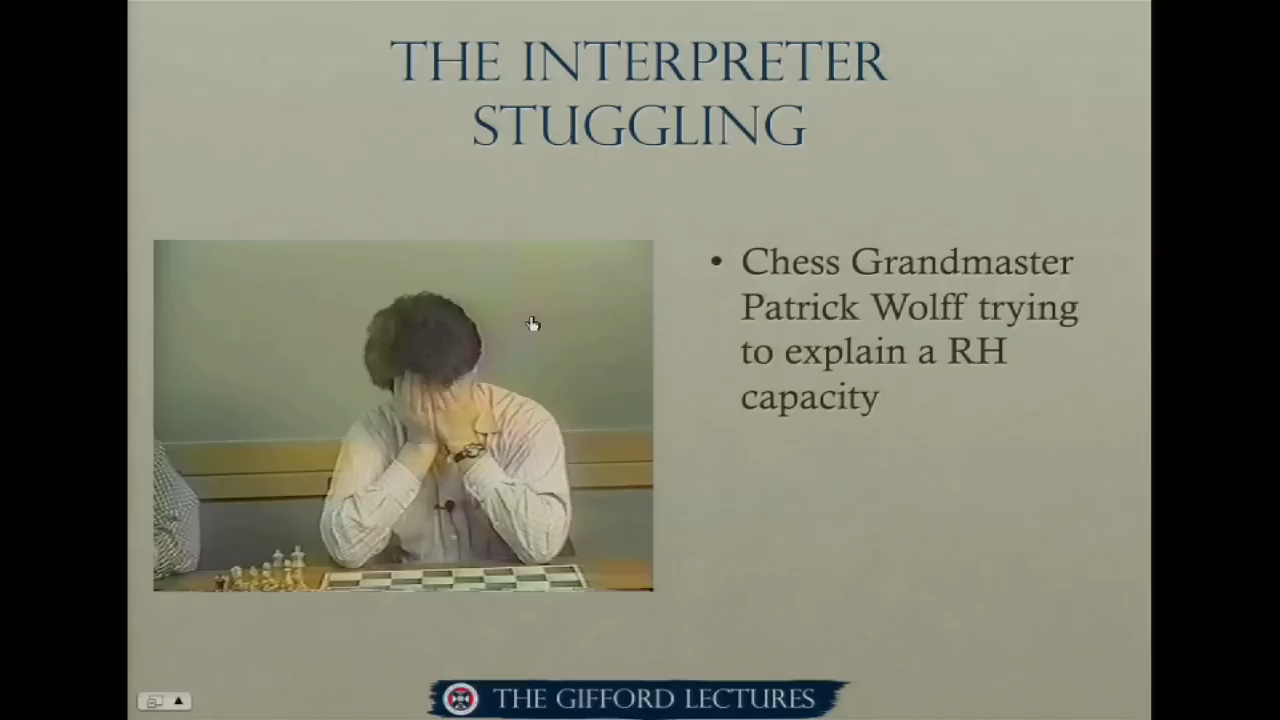 THE INTERPRETER
STUGGLING
• Chess Grandmaster
Patrick Wolff trying
to explain a RH
capacity
THE GIFFORD LECTURES